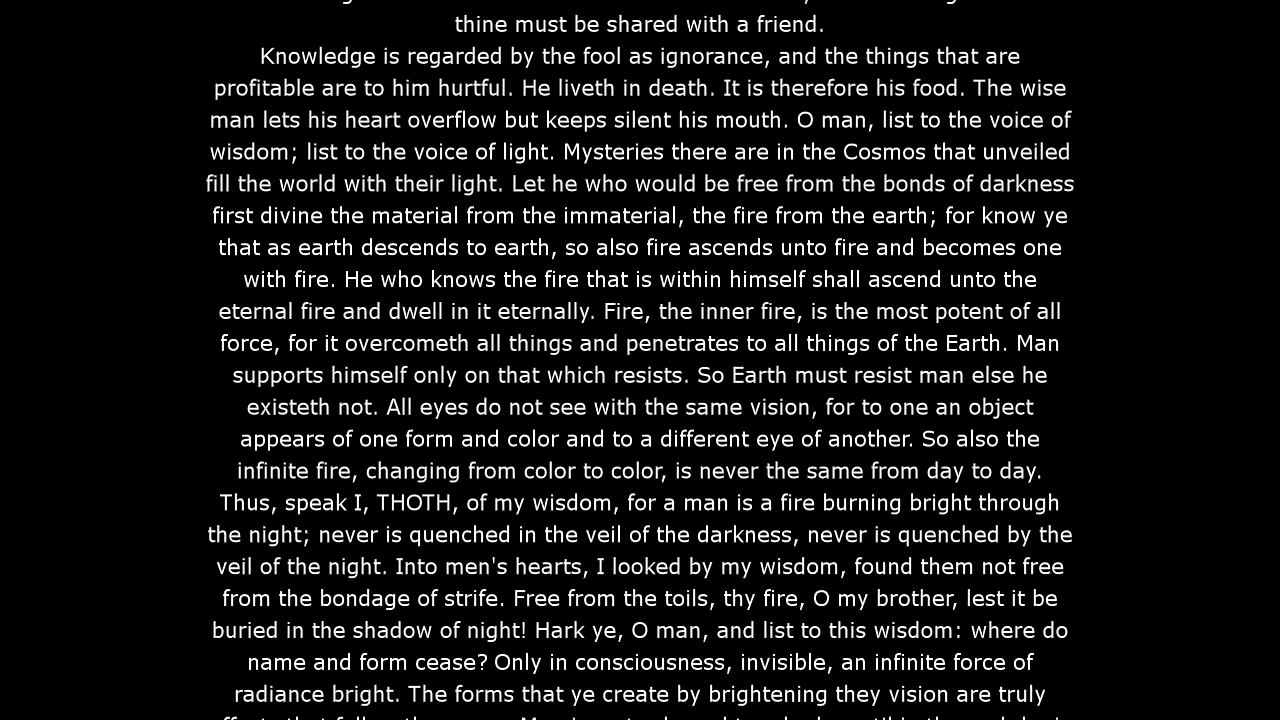 thine must be shared with a friend.
Knowledge is regarded by the fool as ignorance, and the things that are
profitable are to him hurtful. He liveth in death. It is therefore his food. The wise
man lets his heart overflow but keeps silent his mouth. O man, list to the voice of
wisdom; list to the voice of light. Mysteries there are in the Cosmos that unveiled
fill the world with their light. Let he who would be free from the bonds of darkness
first divine the material from the immaterial, the fire from the earth; for know ye
that as earth descends to earth, so also fire ascends unto fire and becomes one
with fire. He who knows the fire that is within himself shall ascend unto the
eternal fire and dwell in it eternally. Fire, the inner fire, is the most potent of all
force, for it overcometh all things and penetrates to all things of the Earth. Man
supports himself only on that which resists. So Earth must resist man else he
existeth not. All eyes do not see with the same vision, for to one an object
appears of one form and color and to a different eye of another. So also the
infinite fire, changing from color to color, is never the same from day to day.
Thus, speak I, THOTH, of my wisdom, for a man is a fire burning bright through
the night; never is quenched in the veil of the darkness, never is quenched by the
veil of the night. Into men's hearts, I looked by my wisdom, found them not free
from the bondage of strife. Free from the toils, thy fire, O my brother, lest it be
buried in the shadow of night! Hark ye, O man, and list to this wisdom: where do
name and form cease? Only in consciousness, invisible, an infinite force of
radiance bright. The forms that ye create by brightening they vision are truly